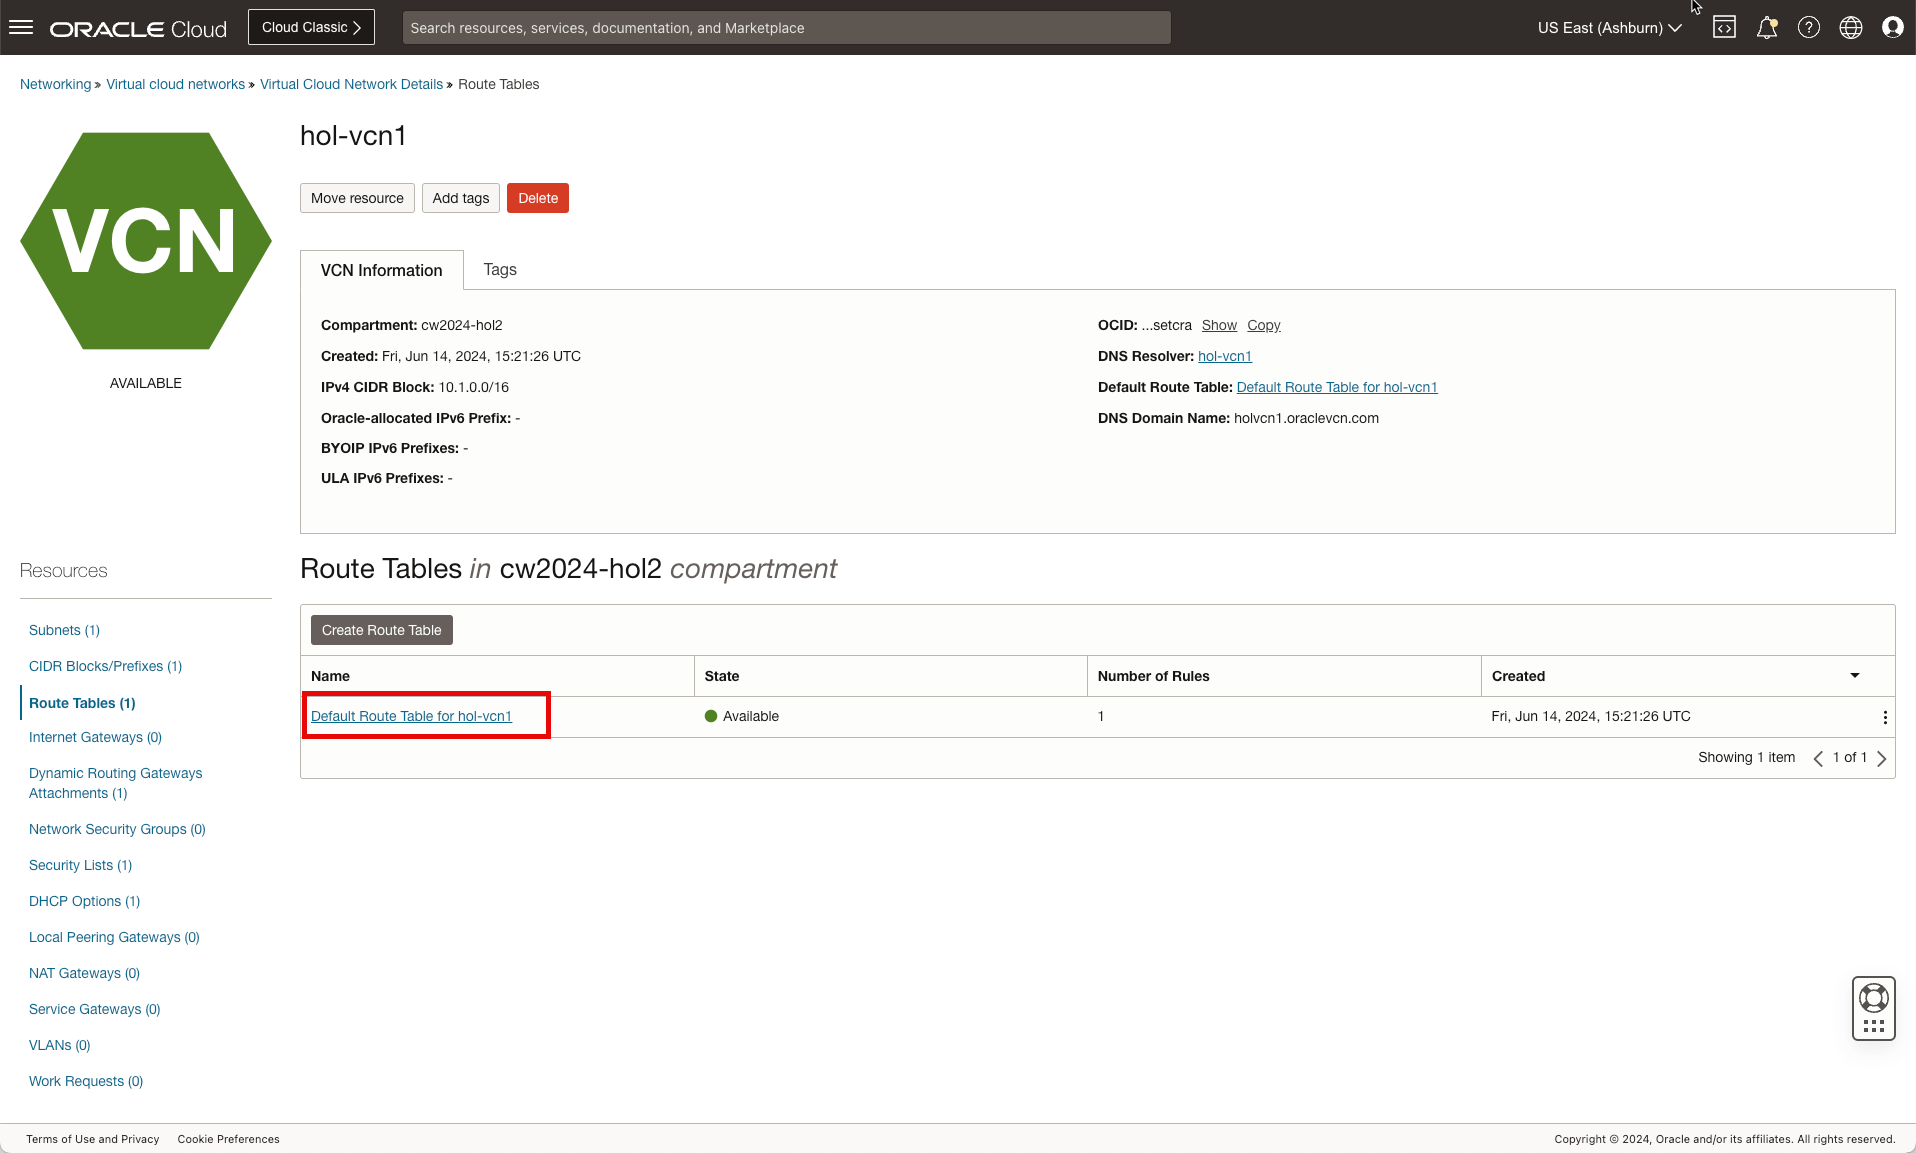 ORACLE Cloud
Cloud Classic
Search resources, services, documentation, and Marketplace
US East (Ashburn)
Networking » Virtual cloud networks » Virtual Cloud Network Details » Route Tables
VCN
AVAILABLE
hol-vcn1
Move resource
Add tags
Delete
VCN Information
Tags
Compartment: cw2024-hol2
Created: Fri, Jun 14, 2024, 15:21:26 UTC
IPv4 CIDR Block: 10.1.0.0/16
Oracle-allocated IPv6 Prefix: -
BYOIP IPv6 Prefixes: -
ULA IPv6 Prefixes: -
OCID: ...setcra Show Copy
DNS Resolver: hol-vcn1
Default Route Table: Default Route Table for hol-vcn1
DNS Domain Name: holvcn1.oraclevcn.com
Resources
Subnets (1)
CIDR Blocks/Prefixes (1)
Route Tables (1)
Internet Gateways (0)
Dynamic Routing Gateways
Attachments (1)
Network Security Groups (0)
Security Lists (1)
DHCP Options (1)
Local Peering Gateways (0)
NAT Gateways (0)
Service Gateways (0)
VLANs (0)
Work Requests (0)
Route Tables in cw2024-hol2 compartment
Create Route Table
Name State Number of Rules Created
Default Route Table for hol-vcn1 Available 1 Fri, Jun 14, 2024, 15:21:26 UTC
Showing 1 item 1 of 1
Terms of Use and Privacy Cookie Preferences
Copyright © 2024, Oracle and/or its affiliates. All rights reserved.